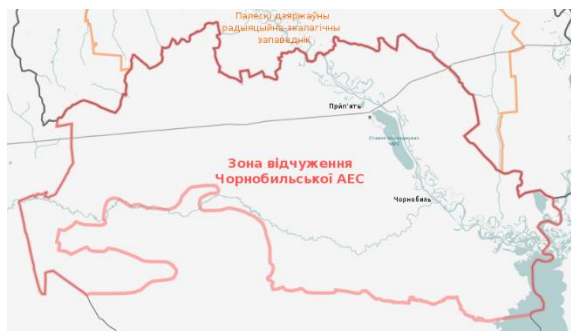 Палескі дзяржаўны
радыяцыйна-экалагічны
запаведнік
Прип'ять
Зона відчуження
Чорнобильської АЕС
Чорнобиль